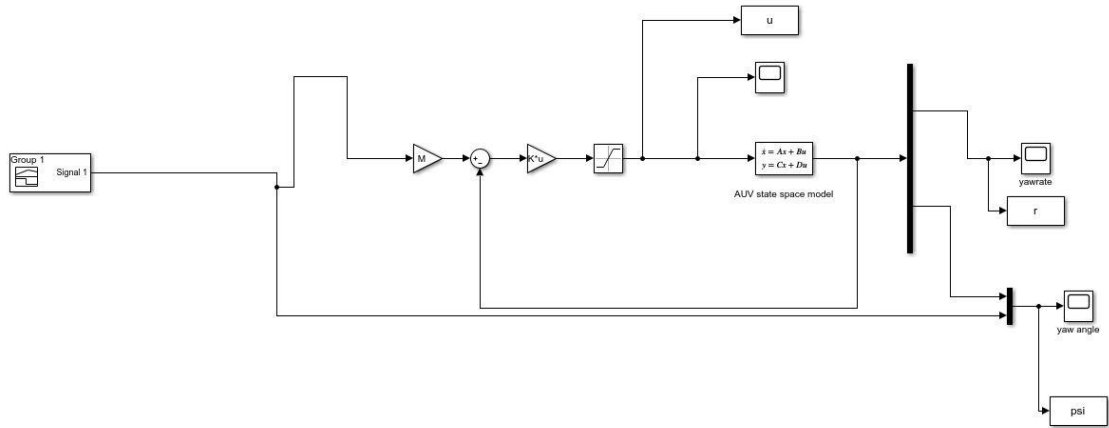 u
Group 1
Signal 1
M
+
−
K*u
ẋ = Ax + Bu
y = Cx + Du
AUV state space model
yawrate
r
yaw angle
psi